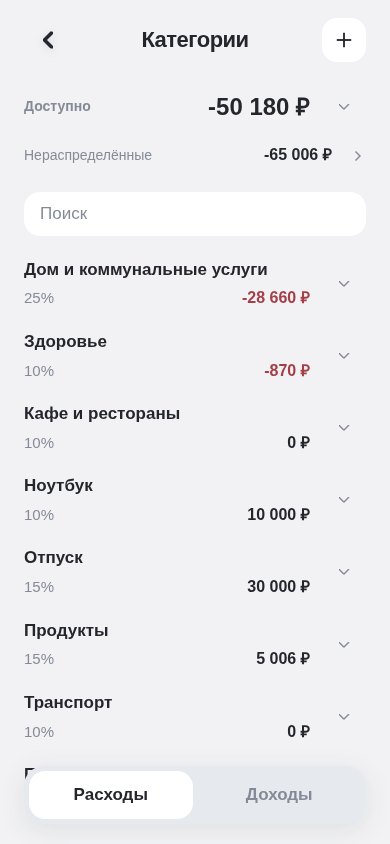 Категории
Доступно -50 180 ₽
Нераспределённые -65 006 ₽
Поиск
Дом и коммунальные услуги
25% -28 660 ₽
Здоровье
10% -870 ₽
Кафе и рестораны
10% 0 ₽
Ноутбук
10% 10 000 ₽
Отпуск
15% 30 000 ₽
Продукты
15% 5 006 ₽
Транспорт
10% 0 ₽
Расходы Доходы